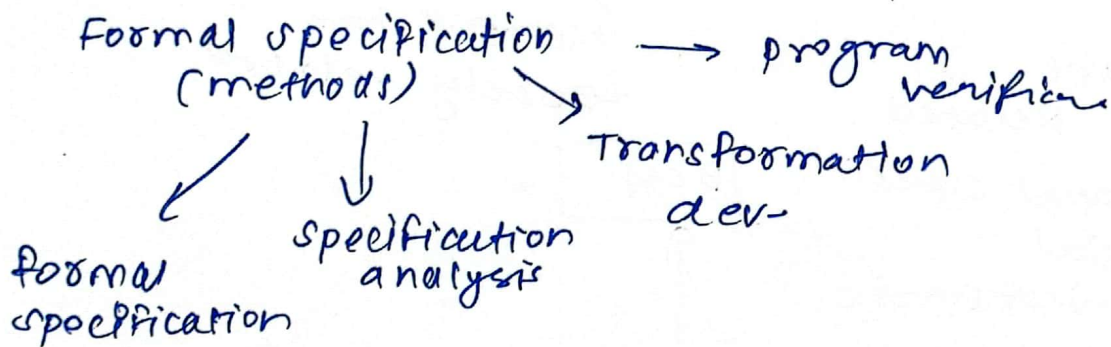 Formal specification → program
(methods) verifica
Transformation
dev-
specification
analysis
formal
specification